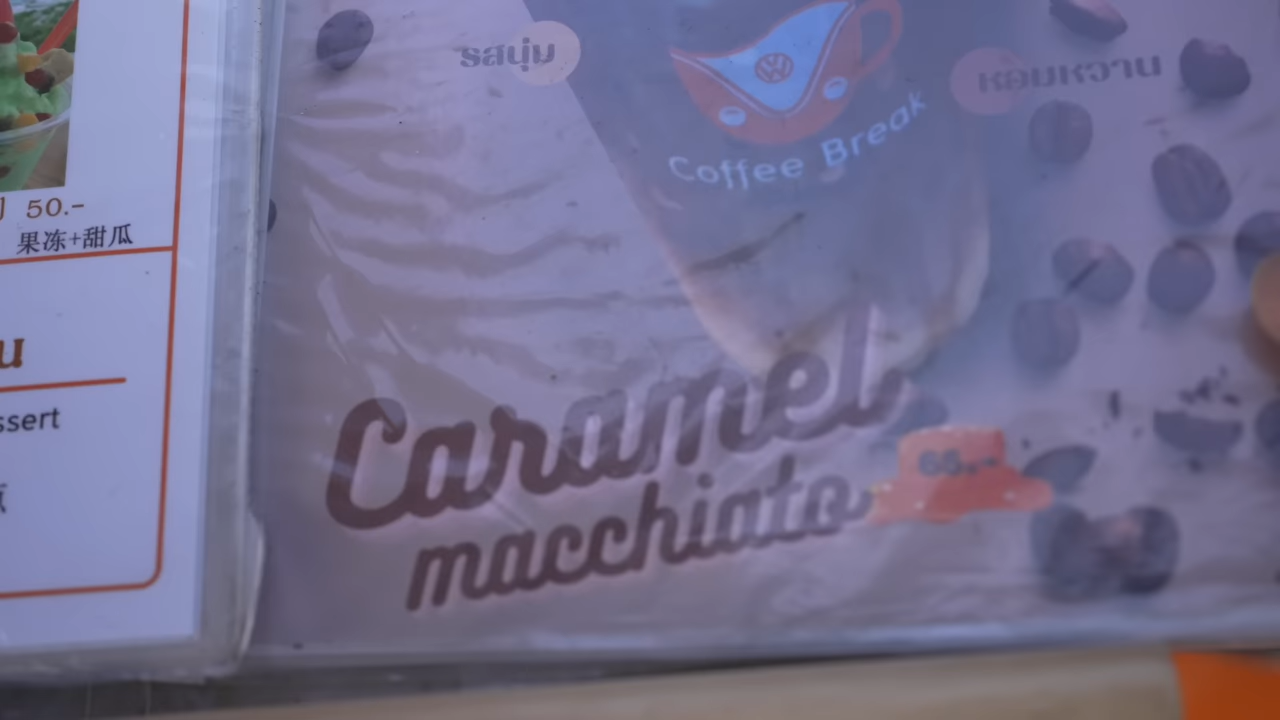 50.-
果冻+甜瓜
ssert
รสนุ่ม
หอมหวาน
Coffee Break
Caramel
macchiato
65.-